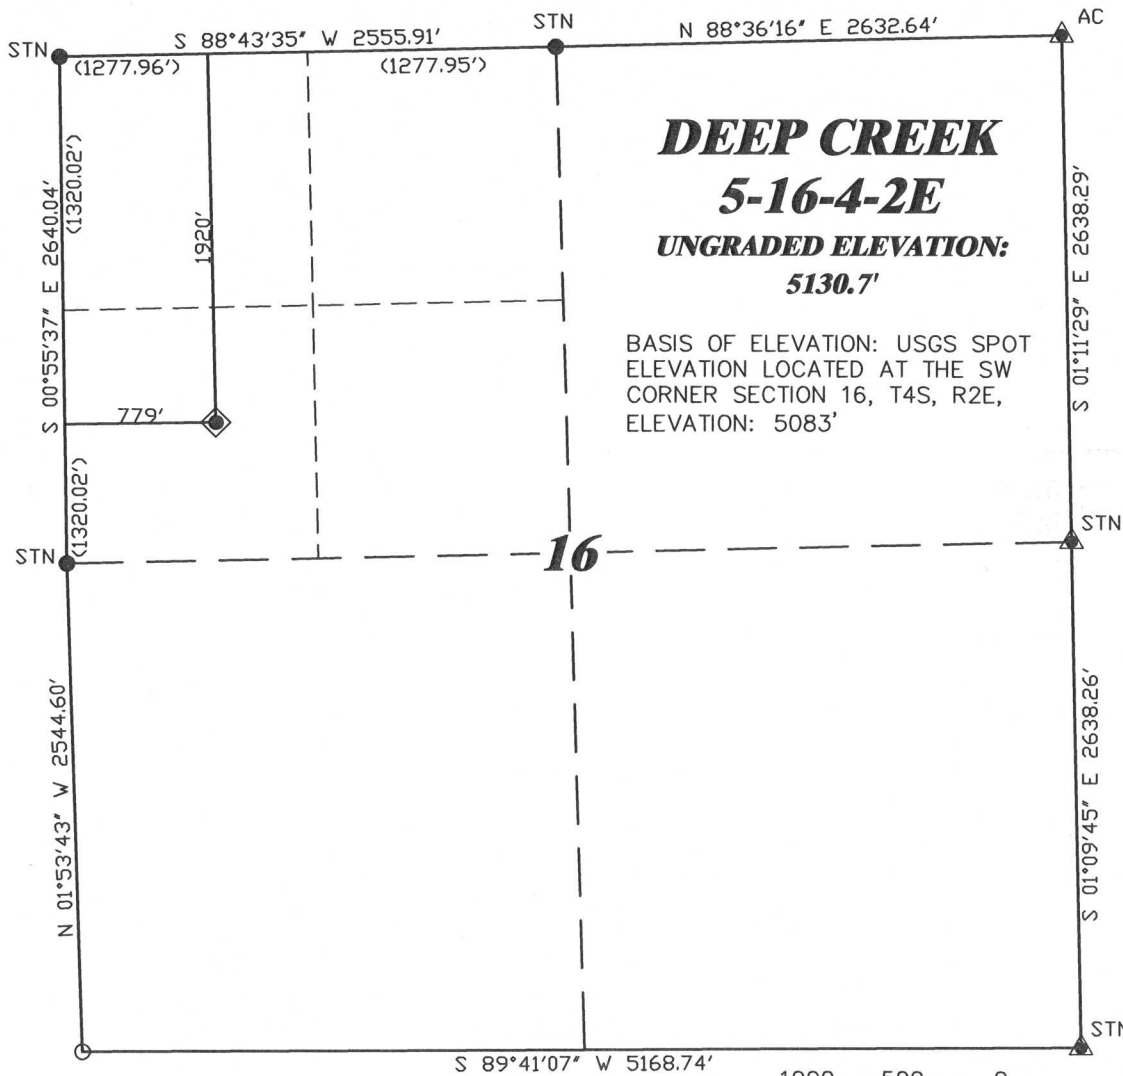 STN
S 88°43'35" W 2555.91'
STN
N 88°36'16" E 2632.64'
AC
(1277.96')
(1277.95')
DEEP CREEK
5-16-4-2E
UNGRADED ELEVATION:
5130.7'
BASIS OF ELEVATION: USGS SPOT
ELEVATION LOCATED AT THE SW
CORNER SECTION 16, T4S, R2E,
ELEVATION: 5083'
S 00°55'37" E 2640.04'
(1320.02')
1920'
S 01°11'29" E 2638.29'
779'
(1320.02')
STN
16
STN
N 01°53'43" W 2544.60'
S 01°09'45" E 2638.26'
STN
S 89°41'07" W 5168.74'